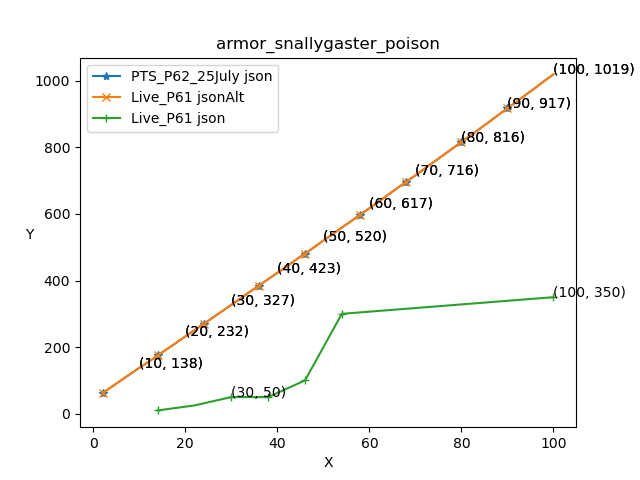 armor_snallygaster_poison
PTS_P62_25July json
Live_P61 jsonAlt
Live_P61 json
(100, 1019)
(90, 917)
(80, 816)
(70, 716)
(60, 617)
(50, 520)
(40, 423)
(30, 327)
(20, 232)
(10, 138)
(100, 350)
(30, 50)
1000
800
600
400
200
0
Y
0 20 40 60 80 100
X